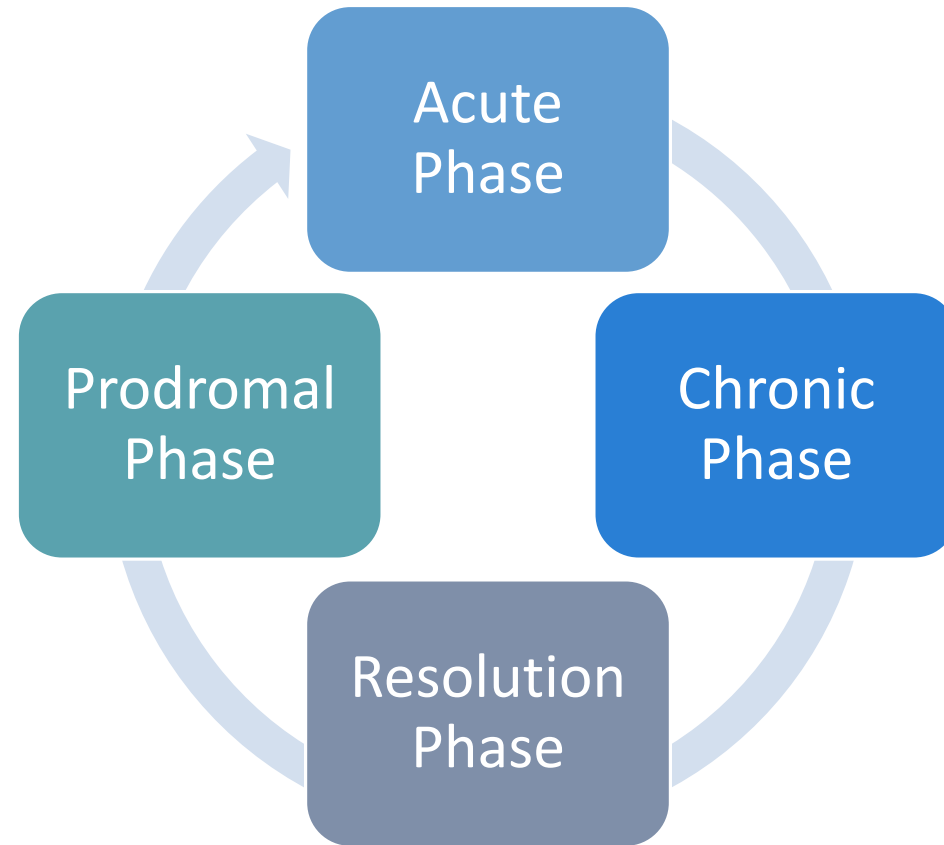 Acute
Phase
Prodromal
Phase
Chronic
Phase
Resolution
Phase